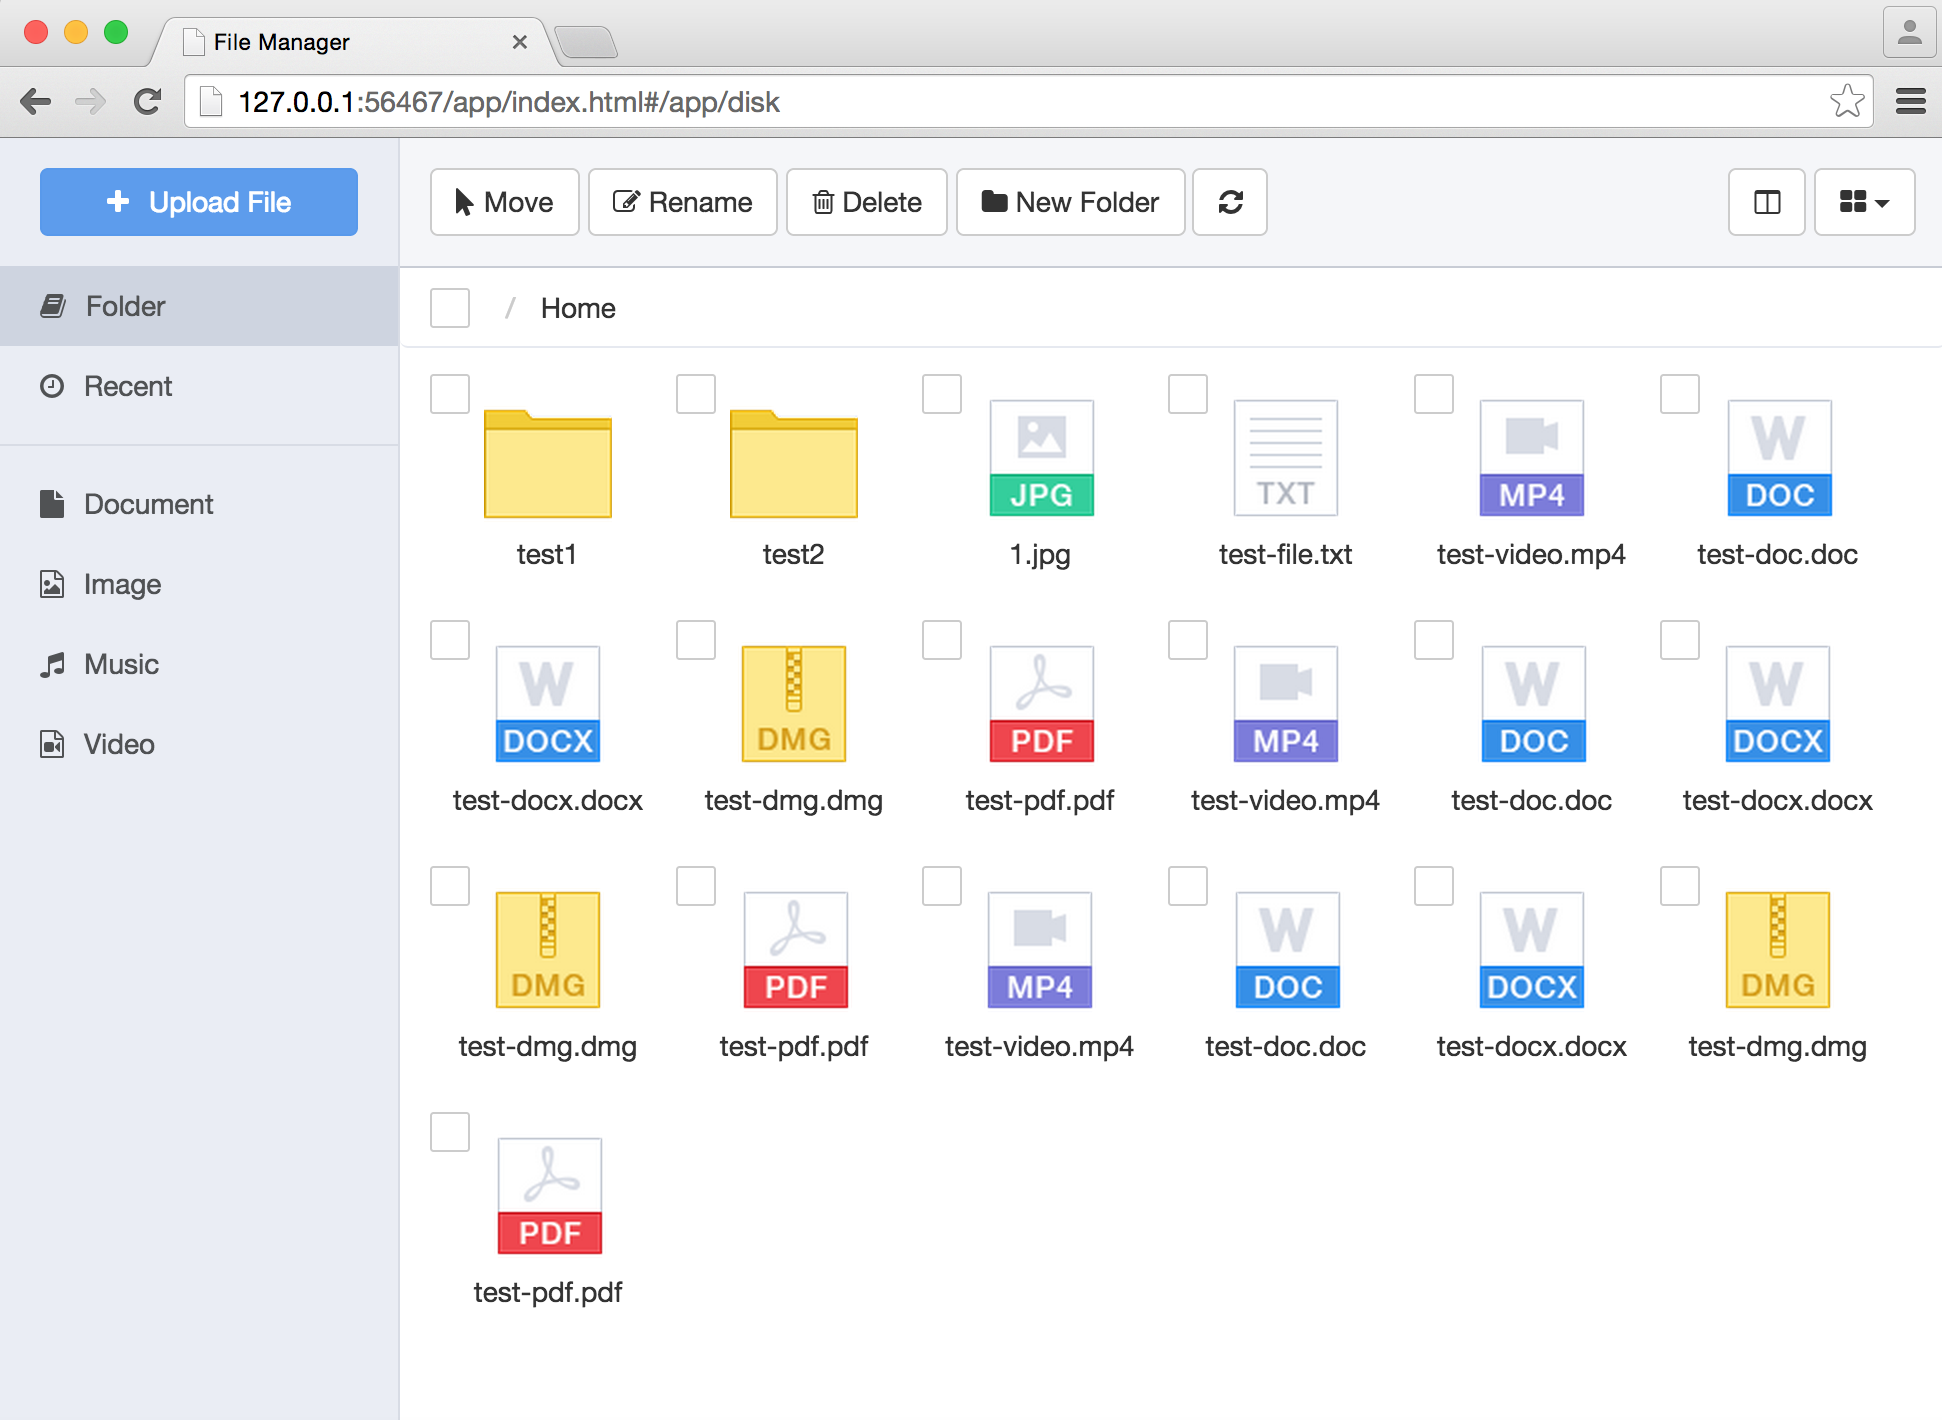 File Manager
127.0.0.1:56467/app/index.html#/app/disk
Upload File
Move
Rename
Delete
New Folder
Folder
Recent
Document
Image
Music
Video
/ Home
JPG
TXT
MP4
W
DOC
test1
test2
1.jpg
test-file.txt
test-video.mp4
test-doc.doc
W
DOCX
DMG
PDF
MP4
W
DOC
W
DOCX
test-docx.docx
test-dmg.dmg
test-pdf.pdf
test-video.mp4
test-doc.doc
test-docx.docx
DMG
PDF
MP4
W
DOC
W
DOCX
DMG
test-dmg.dmg
test-pdf.pdf
test-video.mp4
test-doc.doc
test-docx.docx
test-dmg.dmg
PDF
test-pdf.pdf